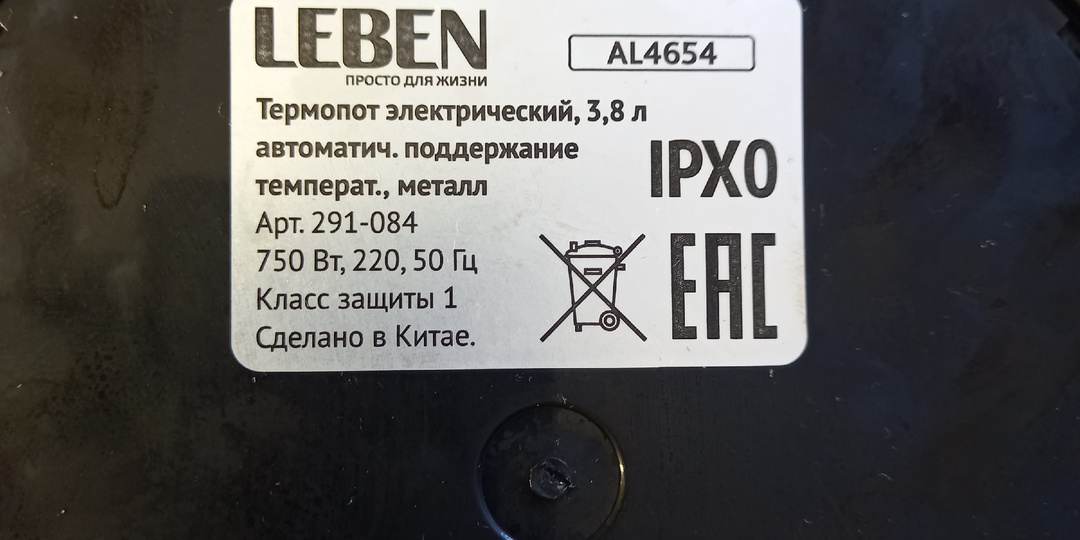 LEBEN
ПРОСТО ДЛЯ ЖИЗНИ
AL4654
Термопот электрический, 3,8 л
автоматич. поддержание
температ., металл
IPX0
Арт. 291-084
750 Вт, 220, 50 Гц
Класс защиты 1
Сделано в Китае.
EAC